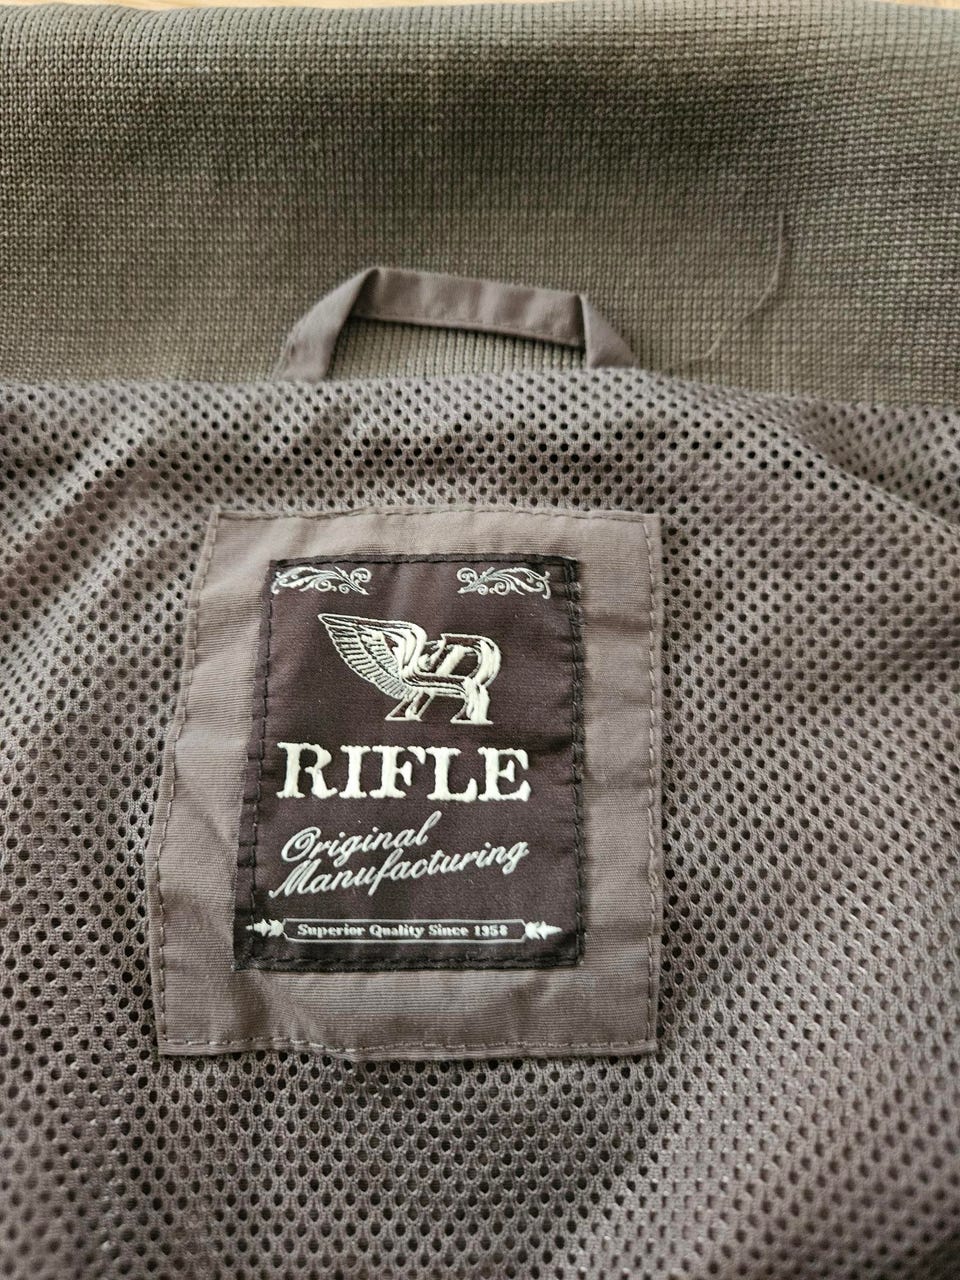 R
RIFLE
Original
Manufacturing
Superior Quality Since 1958